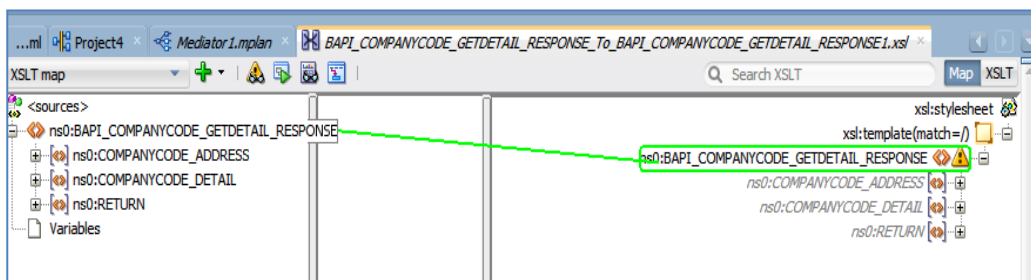 ...ml Project4 × Mediator1.mplan × BAPI_COMPANYCODE_GETDETAIL_RESPONSE_To_BAPI_COMPANYCODE_GETDETAIL_RESPONSE1.xsl ×
XSLT map Search XSLT Map XSLT
<sources> xsl:stylesheet
ns0:BAPI_COMPANYCODE_GETDETAIL_RESPONSE xsl:template(match=/)
ns0:COMPANYCODE_ADDRESS ns0:BAPI_COMPANYCODE_GETDETAIL_RESPONSE
ns0:COMPANYCODE_DETAIL ns0:COMPANYCODE_ADDRESS
ns0:RETURN ns0:COMPANYCODE_DETAIL
Variables ns0:RETURN